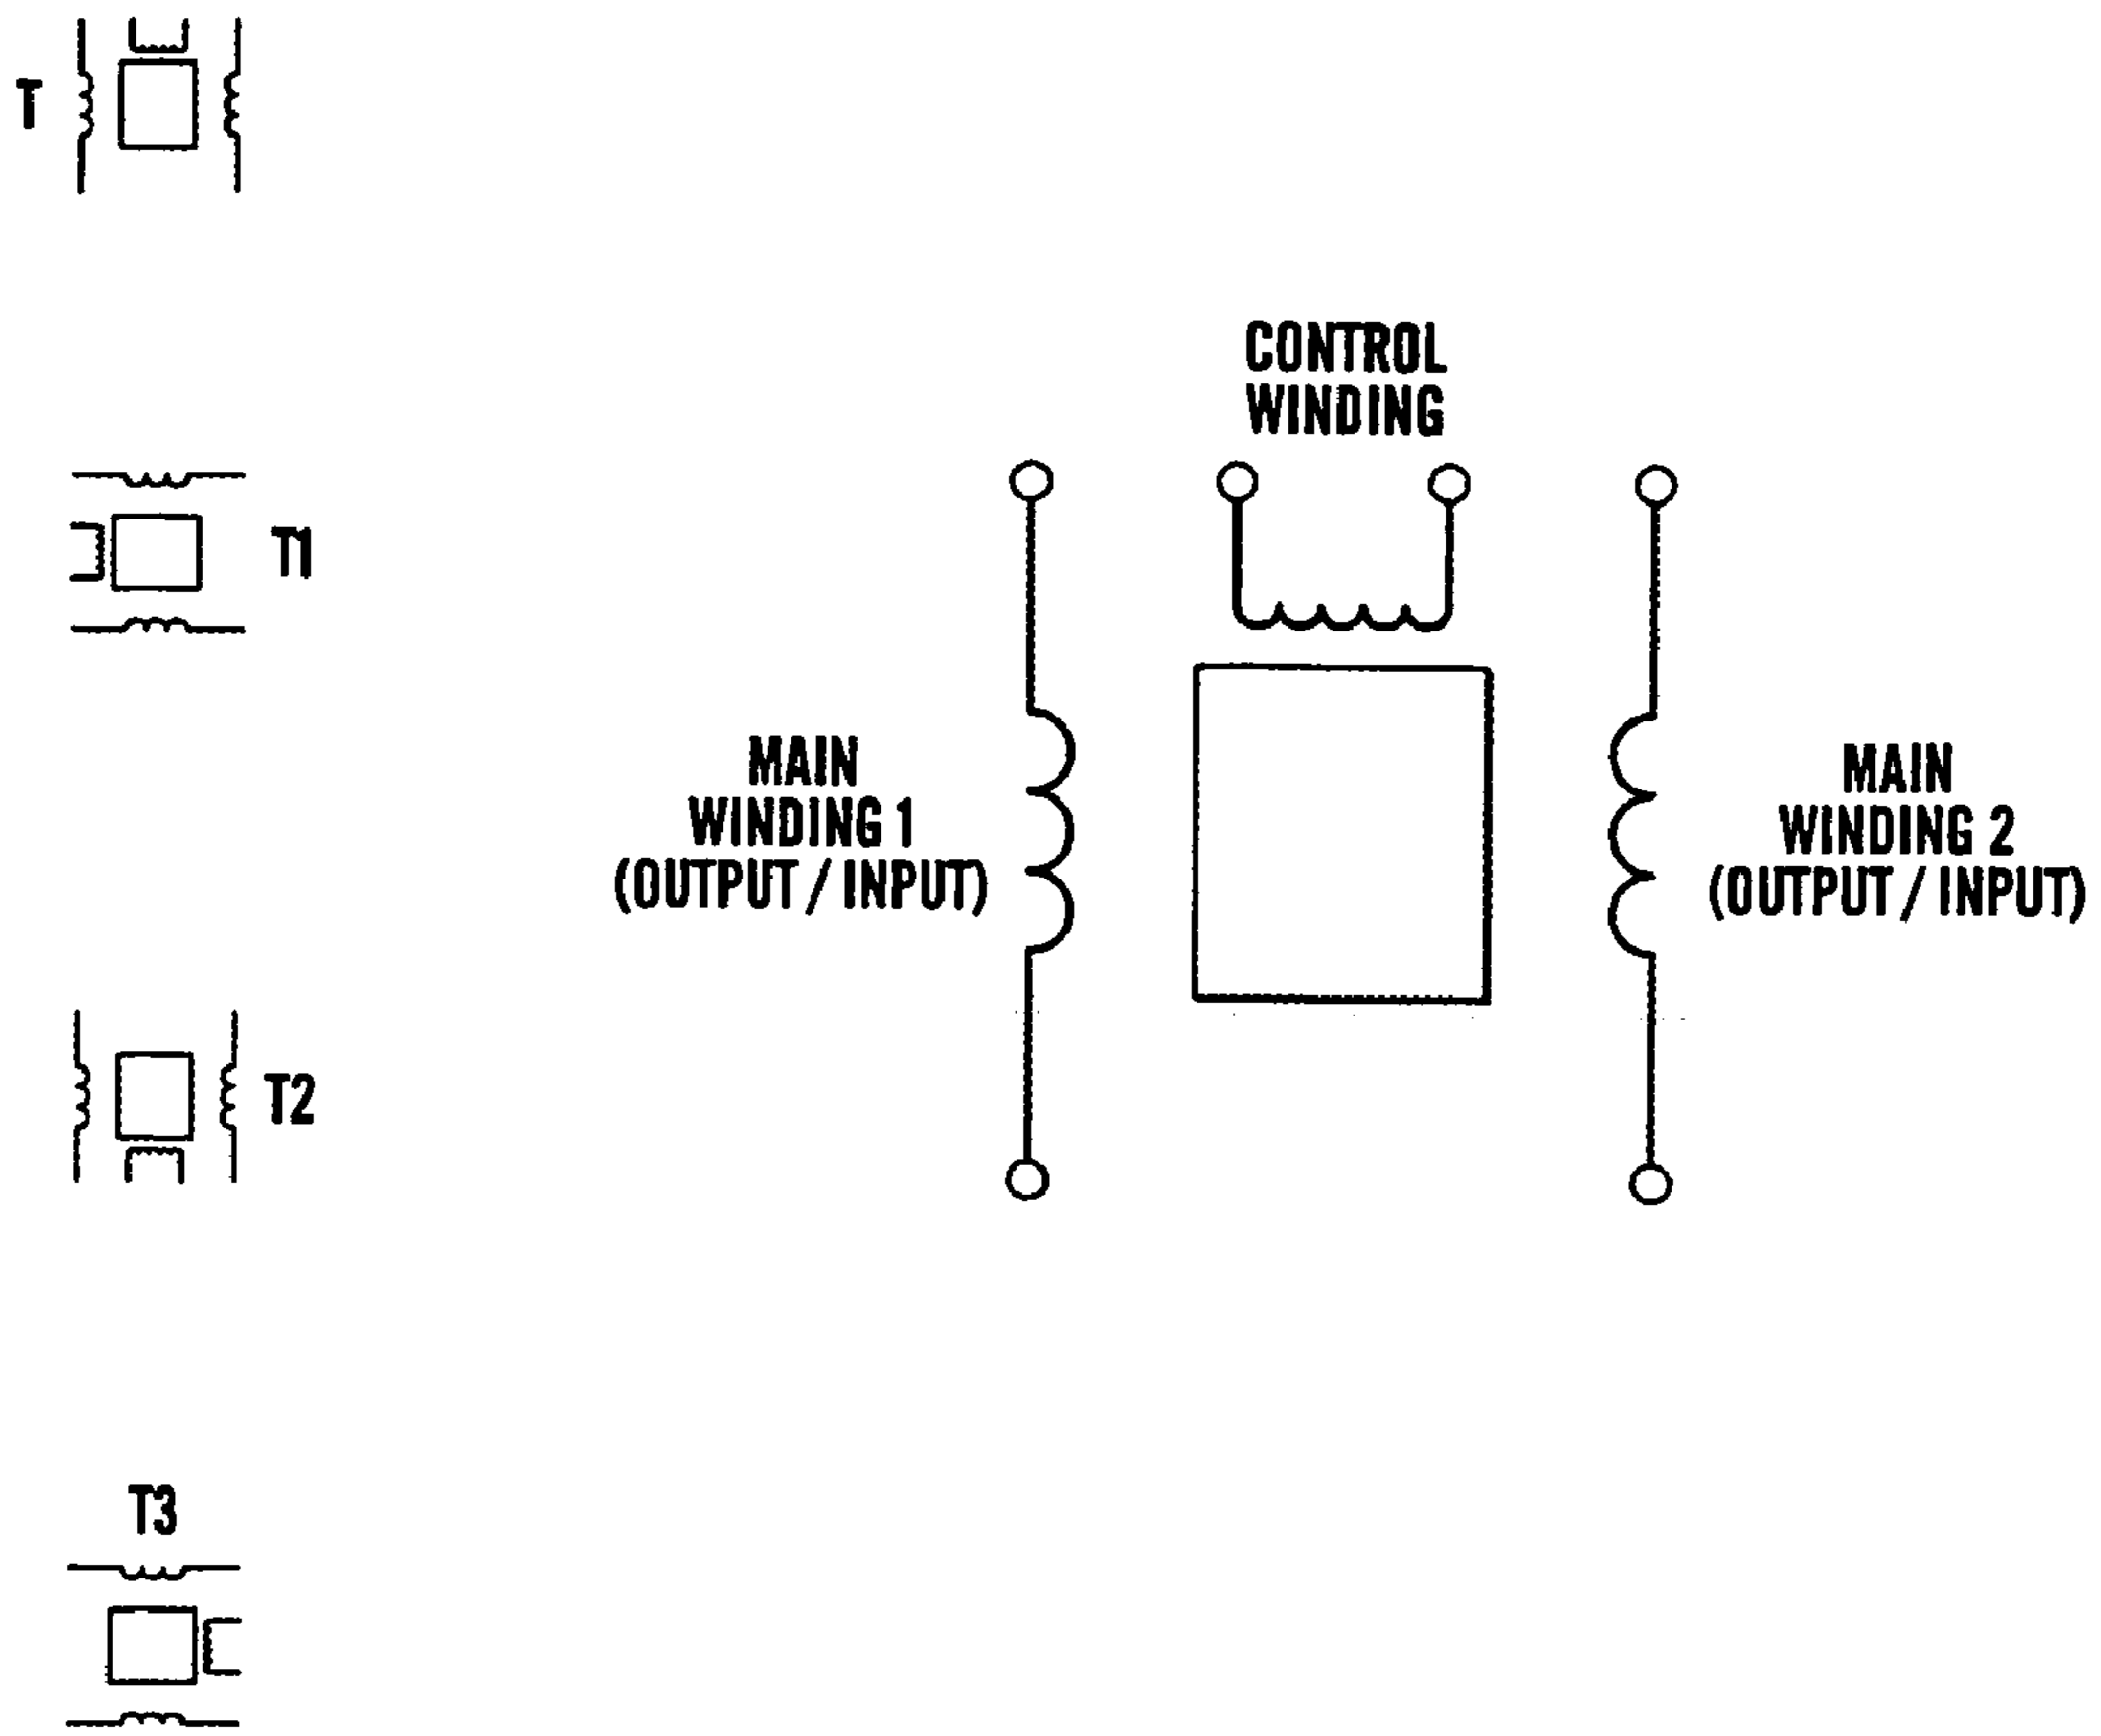 T
CONTROL
WINDING
T1
MAIN
WINDING 1
(OUTPUT / INPUT)
MAIN
WINDING 2
(OUTPUT / INPUT)
T2
T3